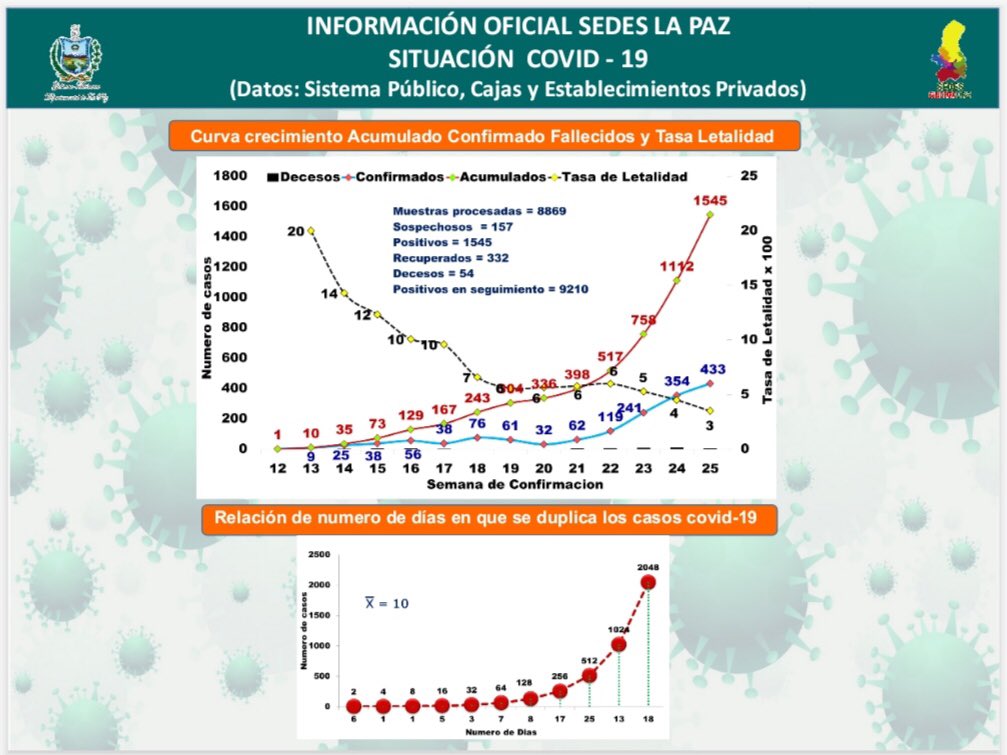 INFORMACIÓN OFICIAL SEDES LA PAZ
SITUACIÓN COVID - 19
(Datos: Sistema Público, Cajas y Establecimientos Privados)
SEDES
Curva crecimiento Acumulado Confirmado Fallecidos y Tasa Letalidad
Decesos Confirmados Acumulados Tasa de Letalidad
Muestras procesadas = 8869
Sospechosos = 157
Positivos = 1545
Recuperados = 332
Decesos = 54
Positivos en seguimiento = 9210
Numero de casos
1800
1600
1400
1200
1000
800
600
400
200
0
25
20
15
10
5
0
Tasa de Letalidad x 100
20 14 12 10 10 7 6 6 6 6 5 4 3
1 10 35 73 129 167 243 304 336 398 517 758 1112 1545
9 25 38 56 38 76 61 32 62 119 241 354 433
12 13 14 15 16 17 18 19 20 21 22 23 24 25
Semana de Confirmacion
Relación de numero de días en que se duplica los casos covid-19
Numero de casos
2500
2000
1500
1000
500
0
X̅ = 10
2 4 8 16 32 64 128 256 512 1024 2048
6 1 1 5 3 7 8 17 25 13 18
Numero de Dias